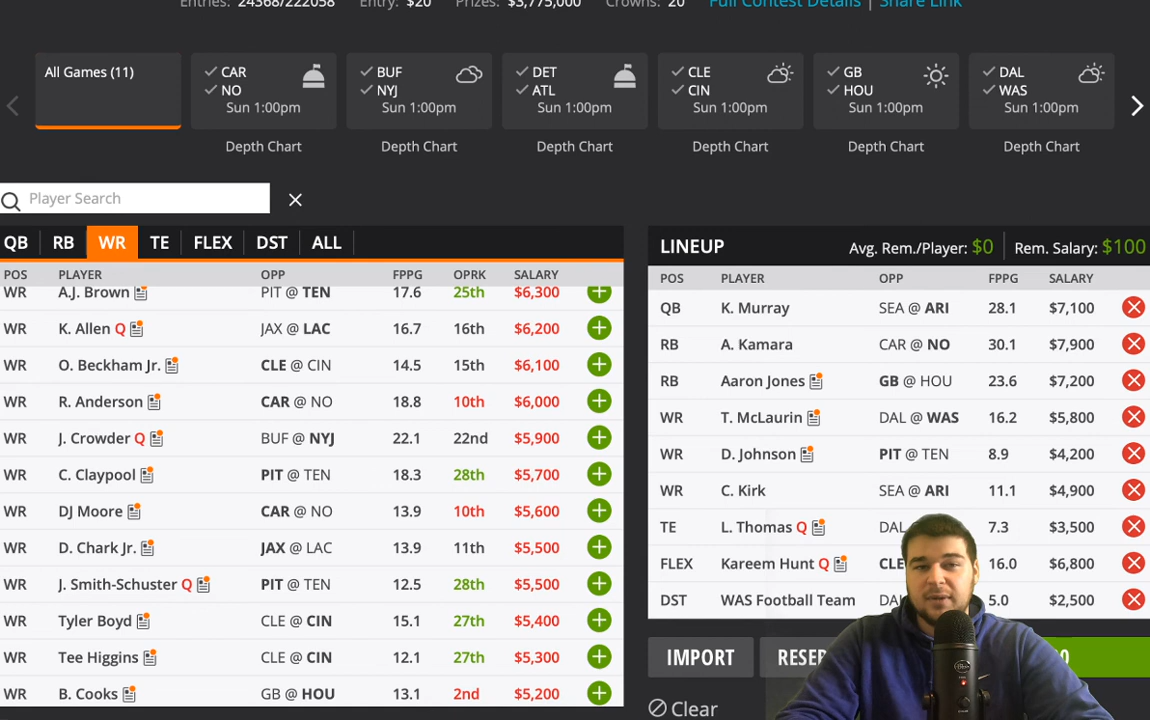 Entries: 24368/222058 Entry: $20 Prizes: $3,775,000 Crowns: 20 Full Contest Details | Share Link
All Games (11)
CAR
NO
Sun 1:00pm
BUF
NYJ
Sun 1:00pm
DET
ATL
Sun 1:00pm
CLE
CIN
Sun 1:00pm
GB
HOU
Sun 1:00pm
DAL
WAS
Sun 1:00pm
Depth Chart Depth Chart Depth Chart Depth Chart Depth Chart Depth Chart
Player Search
QB RB WR TE FLEX DST ALL
POS PLAYER OPP FPPG OPRK SALARY
WR A.J. Brown PIT @ TEN 17.6 25th $6,300
WR K. Allen Q JAX @ LAC 16.7 16th $6,200
WR O. Beckham Jr. CLE @ CIN 14.5 15th $6,100
WR R. Anderson CAR @ NO 18.8 10th $6,000
WR J. Crowder Q BUF @ NYJ 22.1 22nd $5,900
WR C. Claypool PIT @ TEN 18.3 28th $5,700
WR DJ Moore CAR @ NO 13.9 10th $5,600
WR D. Chark Jr. JAX @ LAC 13.9 11th $5,500
WR J. Smith-Schuster Q PIT @ TEN 12.5 28th $5,500
WR Tyler Boyd CLE @ CIN 15.1 27th $5,400
WR Tee Higgins CLE @ CIN 12.1 27th $5,300
WR B. Cooks GB @ HOU 13.1 2nd $5,200
LINEUP Avg. Rem./Player: $0 Rem. Salary: $100
POS PLAYER OPP FPPG SALARY
QB K. Murray SEA @ ARI 28.1 $7,100
RB A. Kamara CAR @ NO 30.1 $7,900
RB Aaron Jones GB @ HOU 23.6 $7,200
WR T. McLaurin DAL @ WAS 16.2 $5,800
WR D. Johnson PIT @ TEN 8.9 $4,200
WR C. Kirk SEA @ ARI 11.1 $4,900
TE L. Thomas Q DAL 7.3 $3,500
FLEX Kareem Hunt Q CLE 16.0 $6,800
DST WAS Football Team DAL 5.0 $2,500
IMPORT RESER
Clear